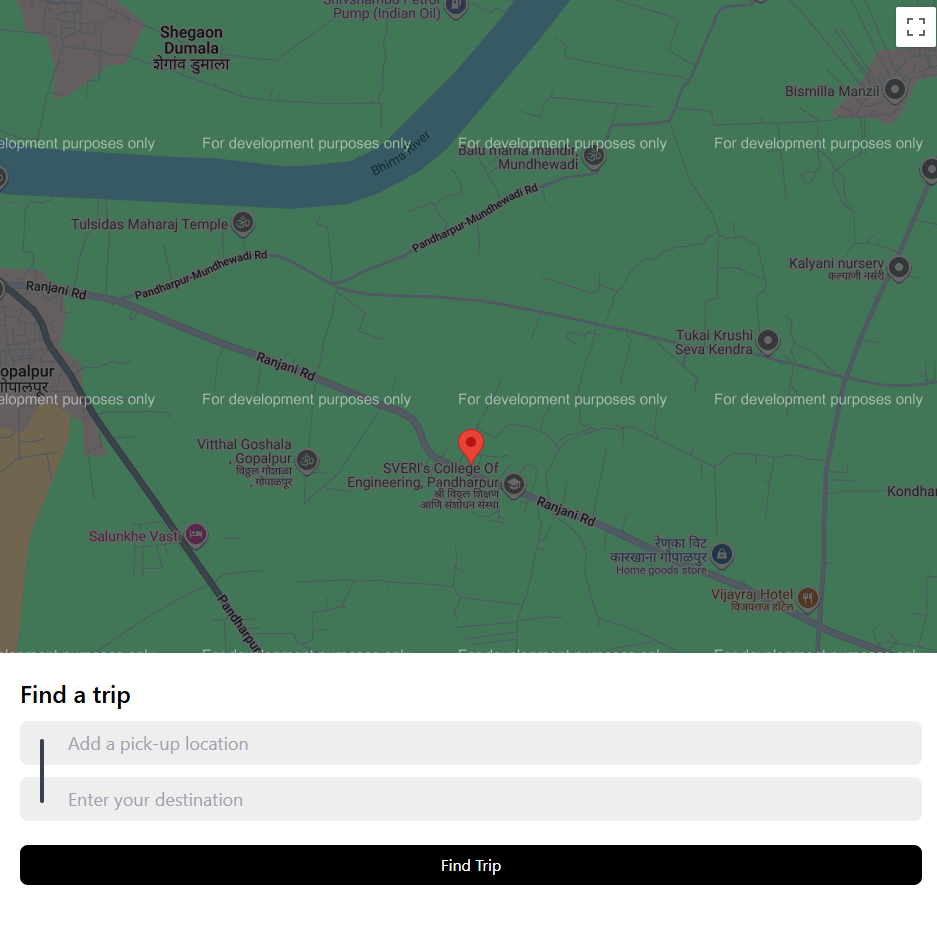 Pump (Indian Oil)
Shegaon
Dumala
शेगांव डुमाला
Bismilla Manzil
elopment purposes only
For development purposes only
For development purposes only
For development purposes only
Bhima River
Balu mama mandir,
Mundhewadi
Pandharpur-Mundhewadi Rd
Tulsidas Maharaj Temple
Pandharpur-Mundhewadi Rd
Kalyani nursery
कल्याणी नर्सरी
Ranjani Rd
Tukai Krushi
Seva Kendra
Ranjani Rd
opalpur
गोपालपूर
elopment purposes only
For development purposes only
For development purposes only
For development purposes only
Vitthal Goshala
, Gopalpur
विठ्ठल गोशाळा
, गोपाळपूर
SVERI's College Of
Engineering, Pandharpur
श्री विठ्ठल शिक्षण
आणि संशोधन संस्था
Kondhar
Ranjani Rd
Salunkhe Vasti
रेणुका विट
कारखाना गोपाळपुर
Home goods store
Vijayraj Hotel
विजयराज हॉटेल
Pandharpur
Find a trip
Add a pick-up location
Enter your destination
Find Trip